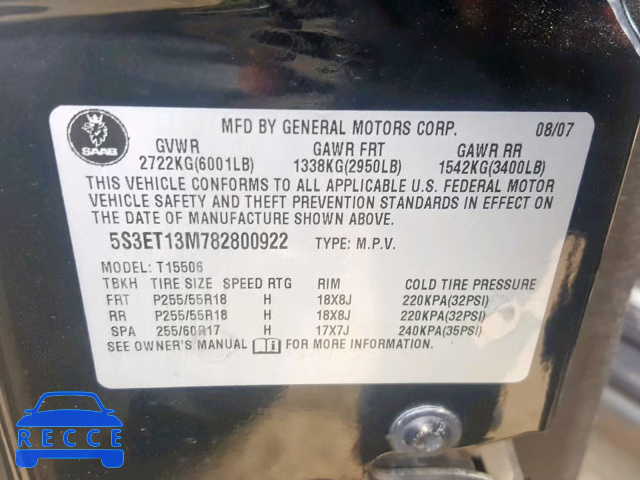 SAAB
MFD BY GENERAL MOTORS CORP. 08/07
GVWR GAWR FRT GAWR RR
2722KG(6001LB) 1338KG(2950LB) 1542KG(3400LB)
THIS VEHICLE CONFORMS TO ALL APPLICABLE U.S. FEDERAL MOTOR
VEHICLE SAFETY AND THEFT PREVENTION STANDARDS IN EFFECT ON
THE DATE OF MANUFACTURE SHOWN ABOVE.
5S3ET13M782800922 TYPE: M.P.V.
MODEL: T15506
TBKH TIRE SIZE SPEED RTG RIM COLD TIRE PRESSURE
FRT P255/55R18 H 18X8J 220KPA(32PSI)
RR P255/55R18 H 18X8J 220KPA(32PSI)
SPA 255/60R17 H 17X7J 240KPA(35PSI)
SEE OWNER'S MANUAL FOR MORE INFORMATION.
RECCE